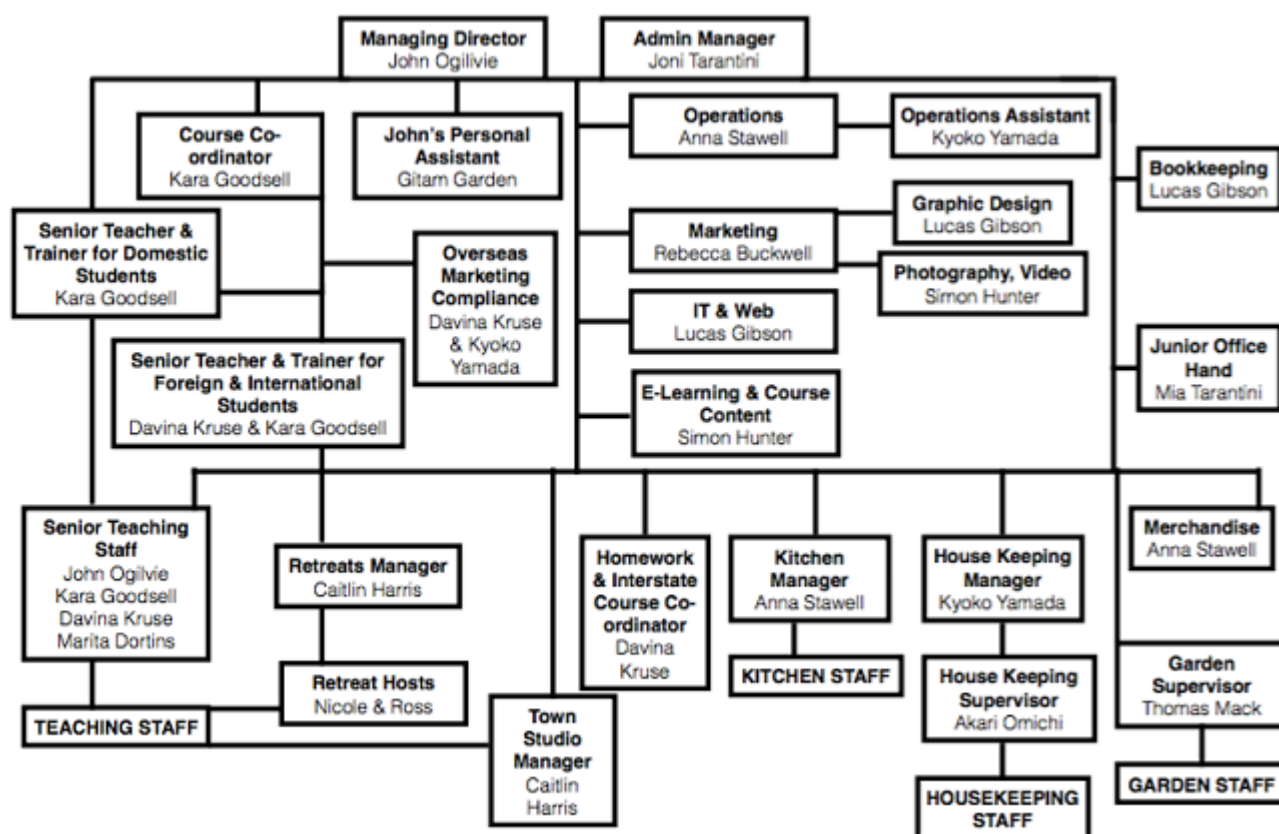 Managing Director
John Ogilivie
Admin Manager
Joni Tarantini
Course Co-
ordinator
Kara Goodsell
John's Personal
Assistant
Gitam Garden
Operations
Anna Stawell
Operations Assistant
Kyoko Yamada
Bookkeeping
Lucas Gibson
Senior Teacher &
Trainer for Domestic
Students
Kara Goodsell
Overseas
Marketing
Compliance
Davina Kruse
& Kyoko
Yamada
Marketing
Rebecca Buckwell
Graphic Design
Lucas Gibson
Photography, Video
Simon Hunter
IT & Web
Lucas Gibson
Senior Teacher & Trainer for
Foreign & International
Students
Davina Kruse & Kara Goodsell
E-Learning & Course
Content
Simon Hunter
Junior Office
Hand
Mia Tarantini
Senior Teaching
Staff
John Ogilvie
Kara Goodsell
Davina Kruse
Marita Dortins
Retreats Manager
Caitlin Harris
Homework
& Interstate
Course Co-
ordinator
Davina
Kruse
Kitchen
Manager
Anna Stawell
House Keeping
Manager
Kyoko Yamada
Merchandise
Anna Stawell
KITCHEN STAFF
House Keeping
Supervisor
Akari Omichi
Garden
Supervisor
Thomas Mack
Retreat Hosts
Nicole & Ross
TEACHING STAFF
Town
Studio
Manager
Caitlin
Harris
HOUSEKEEPING
STAFF
GARDEN STAFF